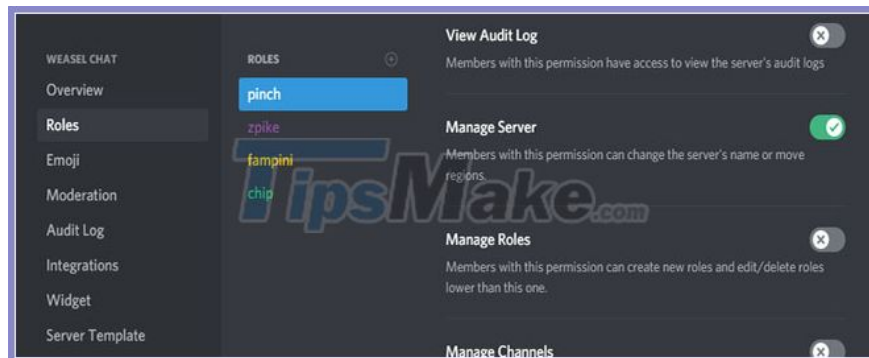 WEASEL CHAT
Overview
Roles
Emoji
Moderation
Audit Log
Integrations
Widget
Server Template
ROLES
pinch
zpike
fampini
chip
View Audit Log
Members with this permission have access to view the server's audit logs
Manage Server
Members with this permission can change the server's name or move
regions.
Manage Roles
Members with this permission can create new roles and edit/delete roles
lower than this one.
Manage Channels
TipsMake.com